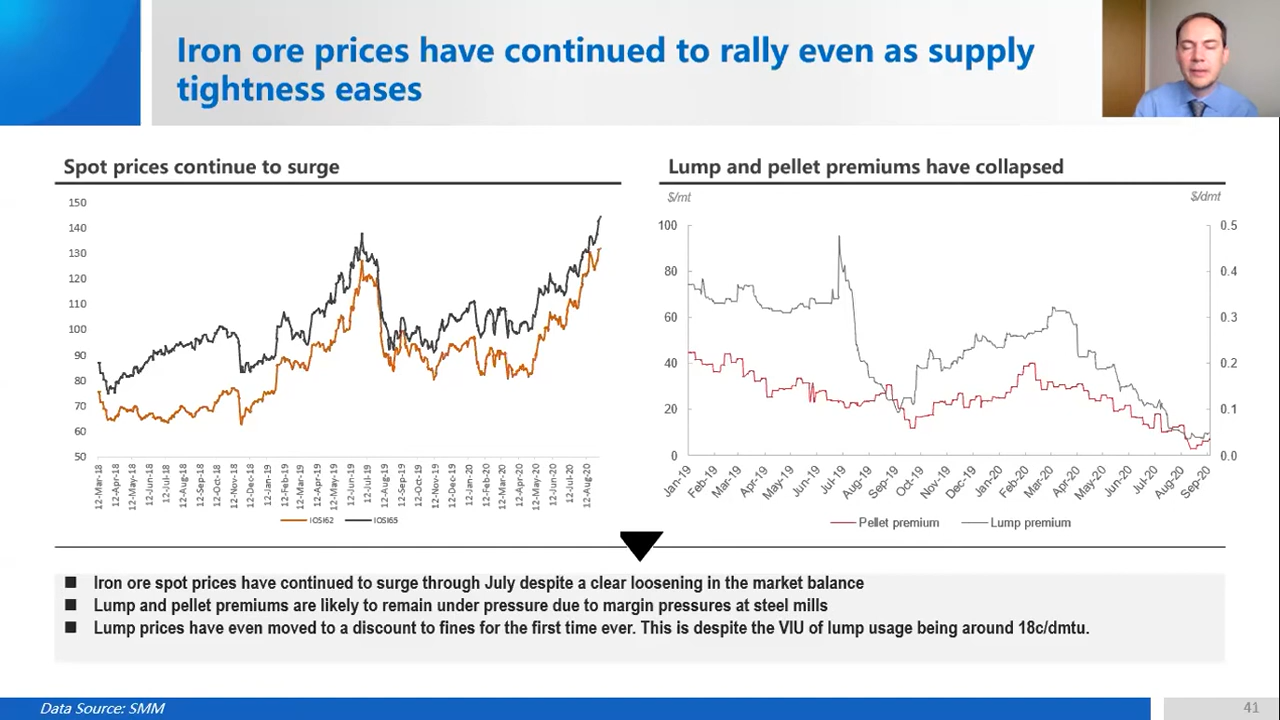 Iron ore prices have continued to rally even as supply
tightness eases
Spot prices continue to surge
150
140
130
120
110
100
90
80
70
60
50
12-Mar-18
12-Apr-18
12-May-18
12-Jun-18
12-Jul-18
12-Aug-18
12-Sep-18
12-Oct-18
12-Nov-18
12-Dec-18
12-Jan-19
12-Feb-19
12-Mar-19
12-Apr-19
12-May-19
12-Jun-19
12-Jul-19
12-Aug-19
12-Sep-19
12-Oct-19
12-Nov-19
12-Dec-19
12-Jan-20
12-Feb-20
12-Mar-20
12-Apr-20
12-May-20
12-Jun-20
12-Jul-20
12-Aug-20
IOSI62 IOSI65
Lump and pellet premiums have collapsed
$/mt $/dmt
100
80
60
40
20
0
0.5
0.4
0.3
0.2
0.1
0.0
Jan-19
Feb-19
Mar-19
Apr-19
May-19
Jun-19
Jul-19
Aug-19
Sep-19
Oct-19
Nov-19
Dec-19
Jan-20
Feb-20
Mar-20
Apr-20
May-20
Jun-20
Jul-20
Aug-20
Sep-20
Pellet premium Lump premium
Iron ore spot prices have continued to surge through July despite a clear loosening in the market balance
Lump and pellet premiums are likely to remain under pressure due to margin pressures at steel mills
Lump prices have even moved to a discount to fines for the first time ever. This is despite the VIU of lump usage being around 18c/dmtu.
Data Source: SMM
41